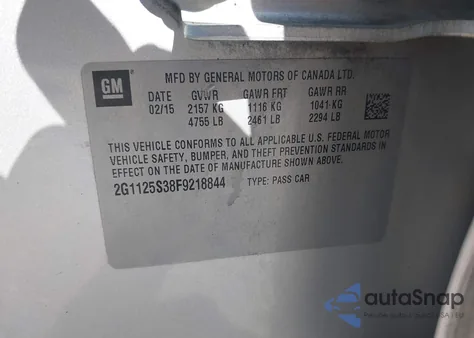 GM
MFD BY GENERAL MOTORS OF CANADA LTD.
DATE GVWR GAWR FRT GAWR RR
02/15 2157 KG 1116 KG 1041 KG
4755 LB 2461 LB 2294 LB
THIS VEHICLE CONFORMS TO ALL APPLICABLE U.S. FEDERAL MOTOR
VEHICLE SAFETY, BUMPER, AND THEFT PREVENTION STANDARDS IN
EFFECT ON THE DATE OF MANUFACTURE SHOWN ABOVE.
2G1125S38F9218844 TYPE: PASS CAR
autaSnap